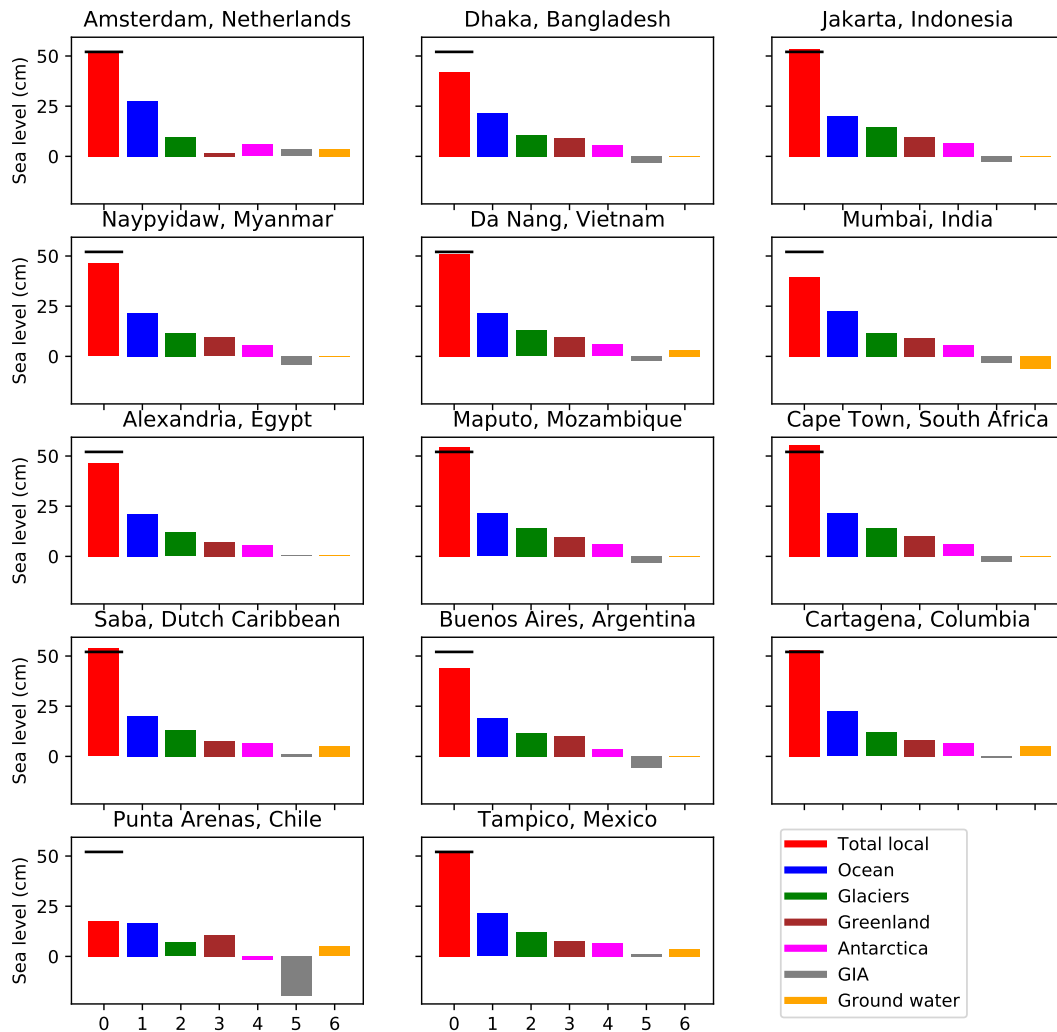 Amsterdam, Netherlands
Dhaka, Bangladesh
Jakarta, Indonesia
Sea level (cm)
50
25
0
Naypyidaw, Myanmar
Da Nang, Vietnam
Mumbai, India
Sea level (cm)
50
25
0
Alexandria, Egypt
Maputo, Mozambique
Cape Town, South Africa
Sea level (cm)
50
25
0
Saba, Dutch Caribbean
Buenos Aires, Argentina
Cartagena, Columbia
Sea level (cm)
50
25
0
Punta Arenas, Chile
Tampico, Mexico
Sea level (cm)
50
25
0
0 1 2 3 4 5 6
0 1 2 3 4 5 6
Total local
Ocean
Glaciers
Greenland
Antarctica
GIA
Ground water